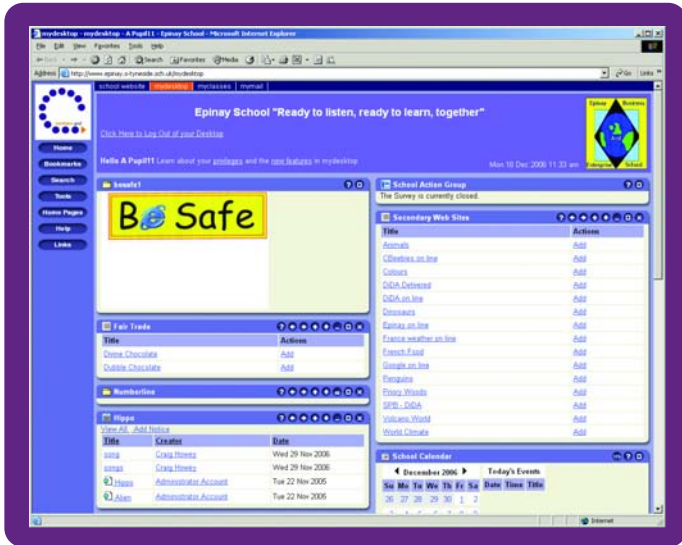 mydesktop - mydesktop - A Pupil11 - Epinay School - Microsoft Internet Explorer
File Edit View Favorites Tools Help
Back Search Favorites Media
Address http://www.epinay.s-tyneside.sch.uk/mydesktop Go Links »
school website mydesktop myclasses mymail
Epinay School "Ready to listen, ready to learn, together"
Click Here to Log Out of your Desktop
Hello A Pupil11 Learn about your privileges and the new features in mydesktop
Mon 18 Dec 2006 11:33 am
Epinay Business
Enterprise School
Home
Bookmarks
Search
Tools
Home Pages
Help
Links
besafe1
Be Safe
Fair Trade
Title Actions
Divine Chocolate Add
Dubble Chocolate Add
Numberline
Hippo
View All Add Notice
Title Creator Date
song Craig Howey Wed 29 Nov 2006
songs Craig Howey Wed 29 Nov 2006
Hippo Administrator Account Tue 22 Nov 2005
Alien Administrator Account Tue 22 Nov 2005
School Action Group
The Survey is currently closed.
Secondary Web Sites
Title Actions
Animals Add
CBeebies on line Add
Colours Add
DiDA Delivered Add
DiDA on line Add
Dinosaurs Add
Epinay on line Add
France weather on line Add
French Food Add
Google on line Add
Penguins Add
Priory Woods Add
SPB - DiDA Add
Volcano World Add
World Climate Add
School Calendar
December 2006 Today's Events
Su Mo Tu We Th Fr Sa Date Time Title
26 27 28 29 30 1 2
Internet